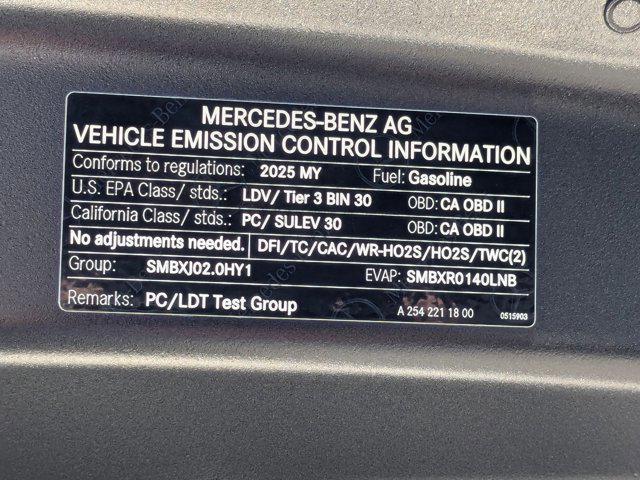 MERCEDES-BENZ AG
VEHICLE EMISSION CONTROL INFORMATION
Conforms to regulations: 2025 MY Fuel: Gasoline
U.S. EPA Class/ stds.: LDV/ Tier 3 BIN 30 OBD: CA OBD II
California Class/ stds.: PC/ SULEV 30 OBD: CA OBD II
No adjustments needed. DFI/TC/CAC/WR-HO2S/HO2S/TWC(2)
Group: SMBXJ02.0HY1 EVAP: SMBXR0140LNB
Remarks: PC/LDT Test Group A 254 221 18 00 0515903